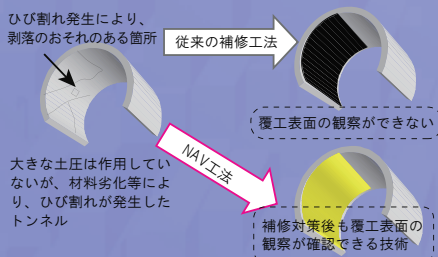 ひび割れ発生により、
剥落のおそれのある箇所
従来の補修工法
覆工表面の観察ができない
大きな土圧は作用してい
ないが、材料劣化等によ
り、ひび割れが発生した
トンネル
NAV工法
補修対策後も覆工表面の
観察が確認できる技術